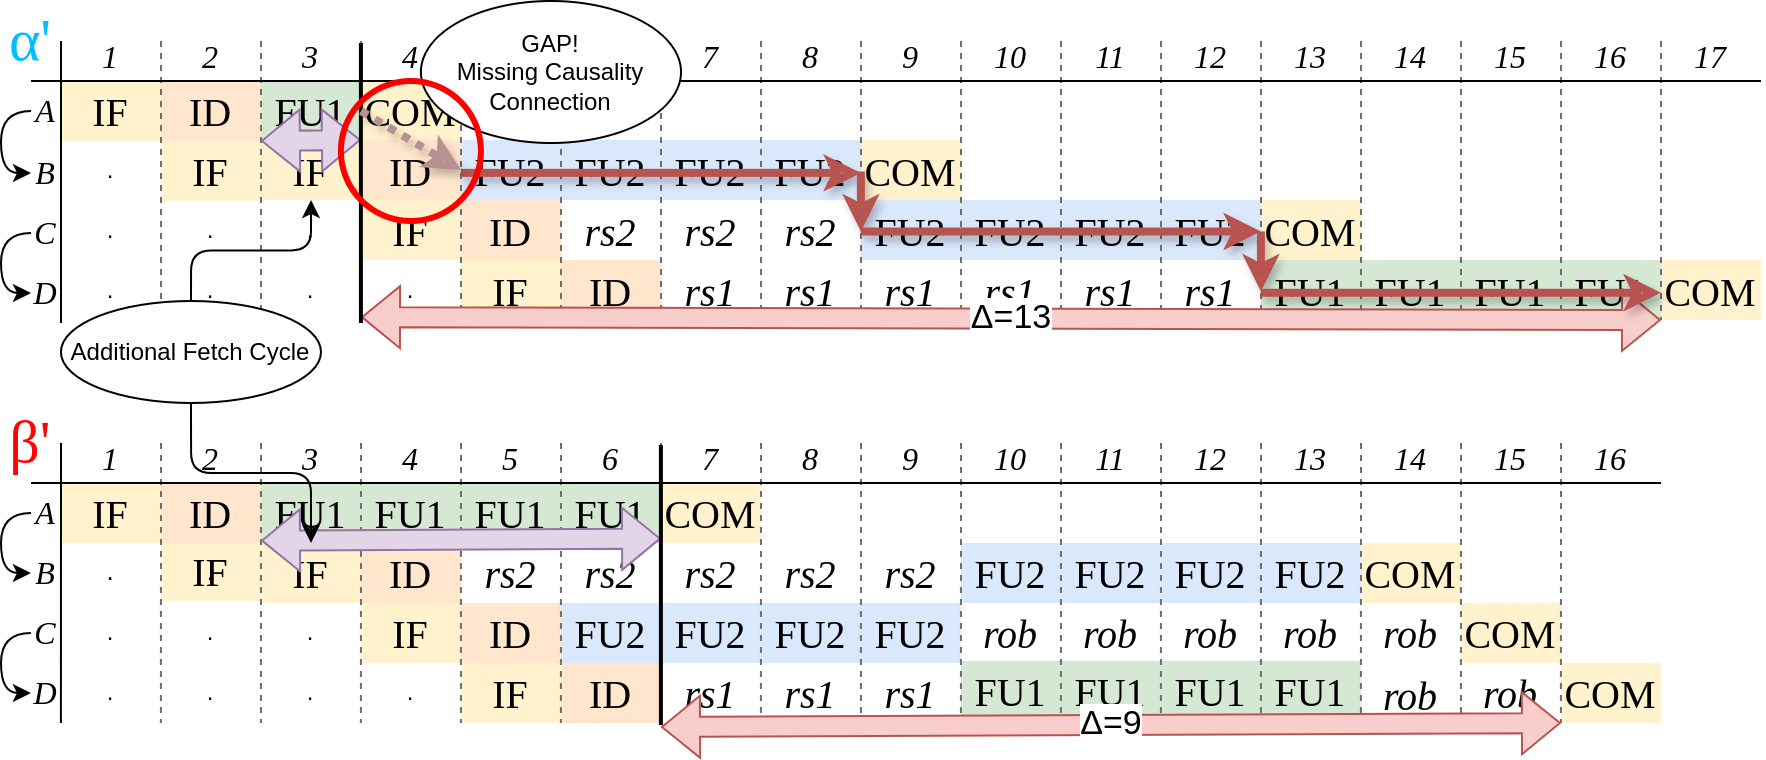 α'
1 2 3 4 7 8 9 10 11 12 13 14 15 16 17
GAP!
Missing Causality
Connection
A IF ID FU1 COM
B . IF IF ID FU2 FU2 FU2 FU2 COM
C . . IF ID rs2 rs2 rs2 FU2 FU2 FU2 FU2 COM
D . . . . IF ID rs1 rs1 rs1 rs1 rs1 rs1 FU1 FU1 FU1 FU1 COM
Δ=13
Additional Fetch Cycle
β'
1 2 3 4 5 6 7 8 9 10 11 12 13 14 15 16
A IF ID FU1 FU1 FU1 FU1 COM
B . IF IF ID rs2 rs2 rs2 rs2 rs2 FU2 FU2 FU2 FU2 COM
C . . . IF ID FU2 FU2 FU2 FU2 rob rob rob rob rob COM
D . . . . IF ID rs1 rs1 rs1 FU1 FU1 FU1 FU1 rob rob COM
Δ=9